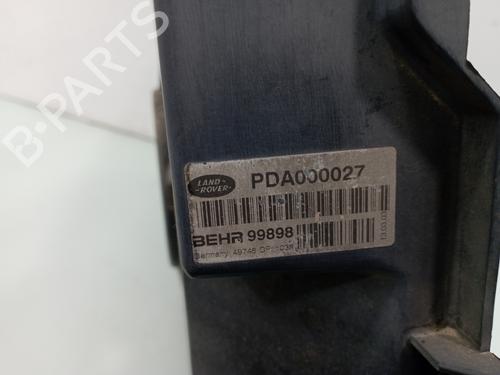 B-PARTS
LAND-
ROVER
PDA000027
BEHR 99898
Germany